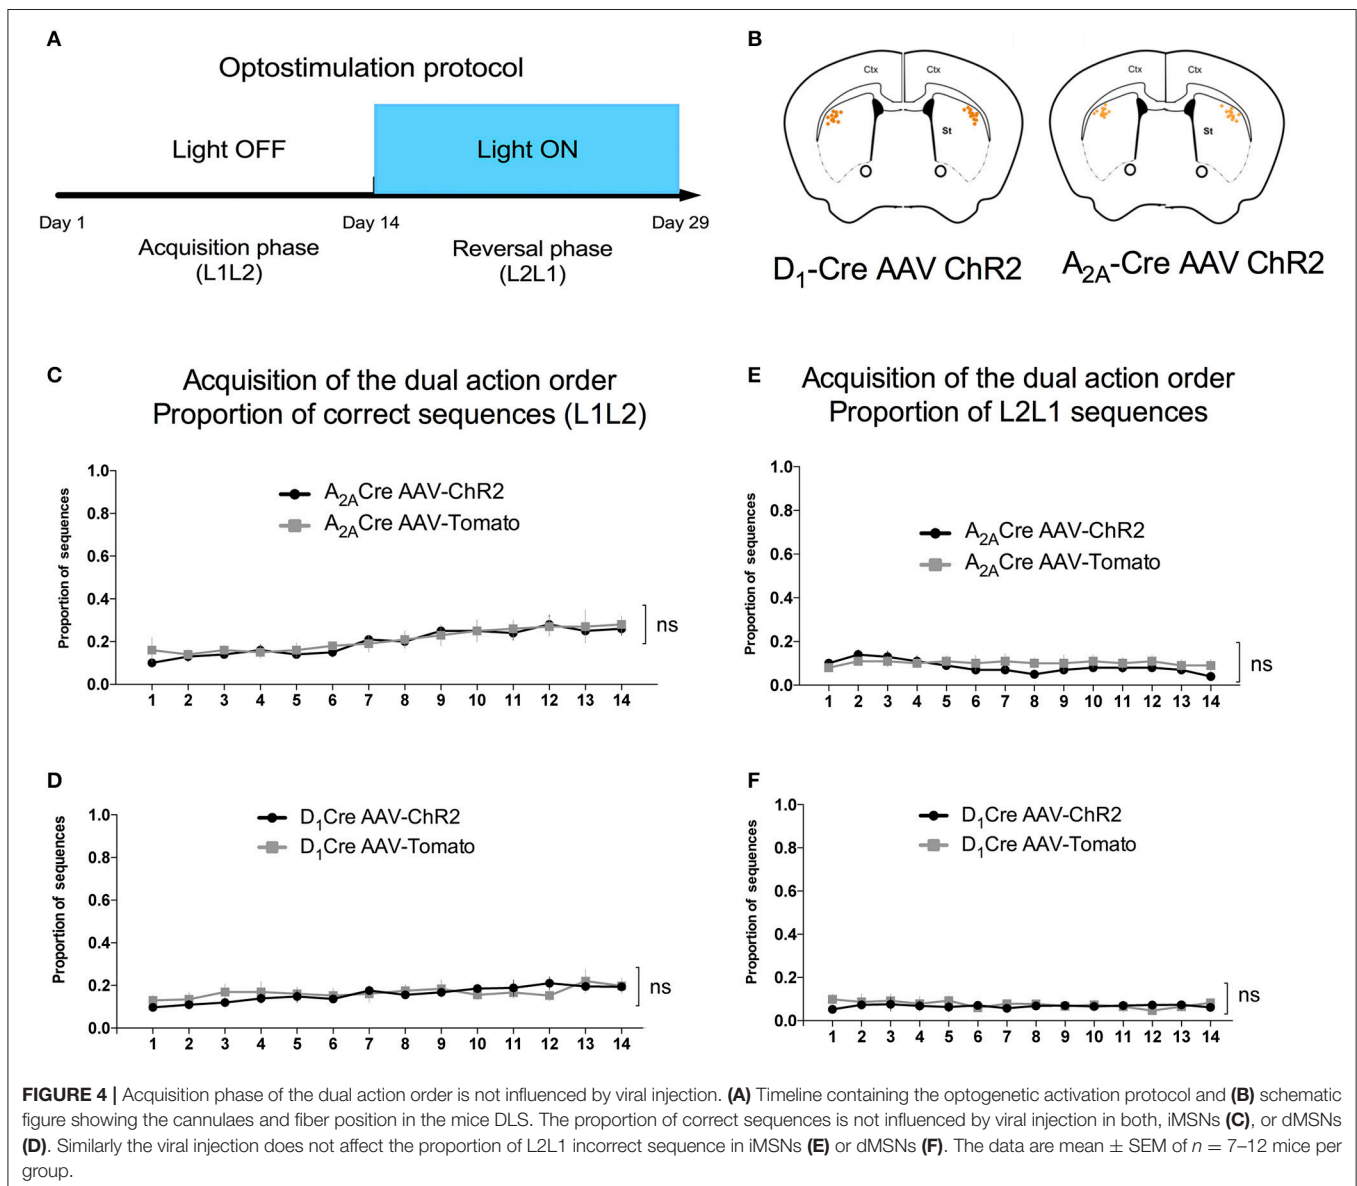 A
Optostimulation protocol
Light OFF
Light ON
Day 1
Day 14
Day 29
Acquisition phase
(L1L2)
Reversal phase
(L2L1)
B
Ctx
Ctx
St
Ctx
Ctx
St
D1-Cre AAV ChR2
A2A-Cre AAV ChR2
C
Acquisition of the dual action order
Proportion of correct sequences (L1L2)
Proportion of sequences
1.0
0.8
0.6
0.4
0.2
0.0
A2ACre AAV-ChR2
A2ACre AAV-Tomato
ns
1 2 3 4 5 6 7 8 9 10 11 12 13 14
E
Acquisition of the dual action order
Proportion of L2L1 sequences
Proportion of sequences
1.0
0.8
0.6
0.4
0.2
0.0
A2ACre AAV-ChR2
A2ACre AAV-Tomato
ns
1 2 3 4 5 6 7 8 9 10 11 12 13 14
D
Proportion of sequences
1.0
0.8
0.6
0.4
0.2
0.0
D1Cre AAV-ChR2
D1Cre AAV-Tomato
ns
1 2 3 4 5 6 7 8 9 10 11 12 13 14
F
Proportion of sequences
1.0
0.8
0.6
0.4
0.2
0.0
D1Cre AAV-ChR2
D1Cre AAV-Tomato
ns
1 2 3 4 5 6 7 8 9 10 11 12 13 14
FIGURE 4 | Acquisition phase of the dual action order is not influenced by viral injection. (A) Timeline containing the optogenetic activation protocol and (B) schematic
figure showing the cannulaes and fiber position in the mice DLS. The proportion of correct sequences is not influenced by viral injection in both, iMSNs (C), or dMSNs
(D). Similarly the viral injection does not affect the proportion of L2L1 incorrect sequence in iMSNs (E) or dMSNs (F). The data are mean ± SEM of n = 7–12 mice per
group.